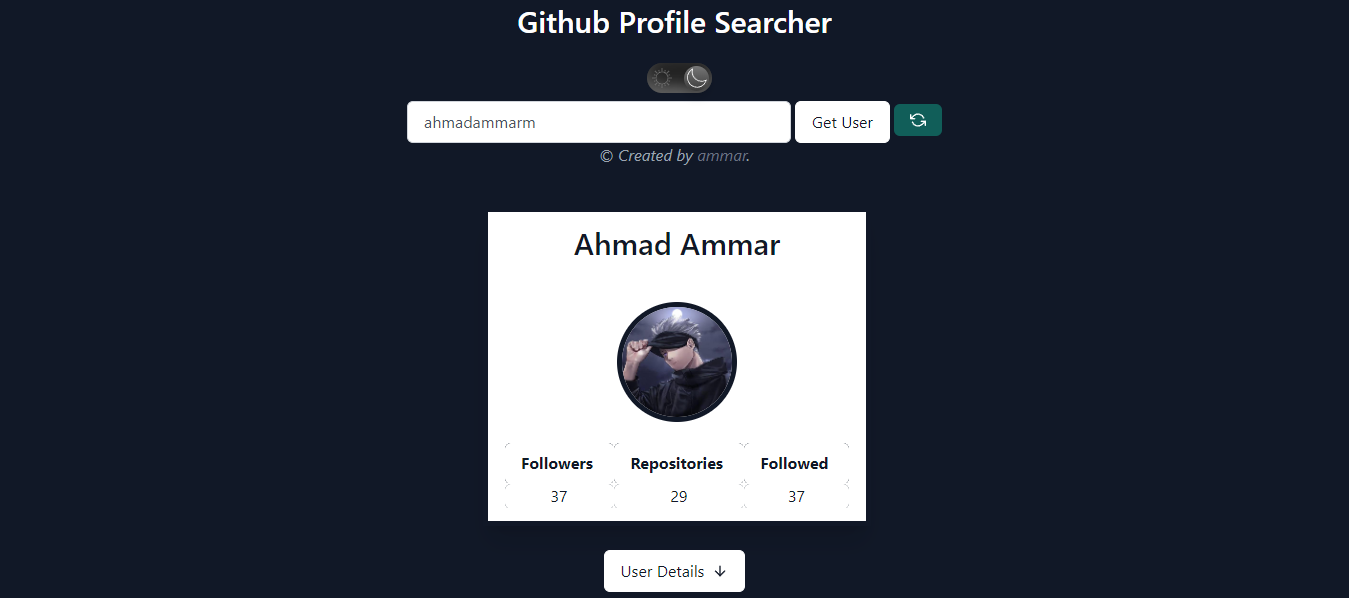 Github Profile Searcher
ahmadammarm Get User
© Created by ammar.
Ahmad Ammar
Followers Repositories Followed
37 29 37
User Details ↓